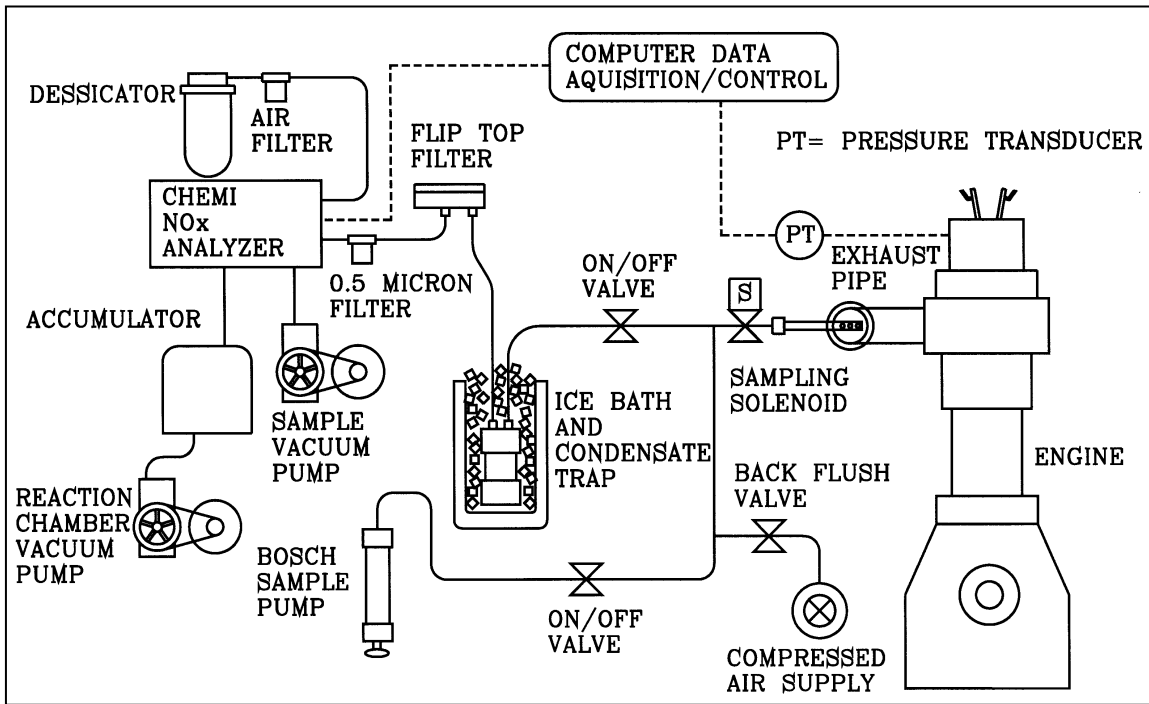 COMPUTER DATA
AQUISITION/CONTROL
DESSICATOR
AIR
FILTER
FLIP TOP
FILTER
PT= PRESSURE TRANSDUCER
CHEMI
NOx
ANALYZER
PT
EXHAUST
PIPE
0.5 MICRON
FILTER
ON/OFF
VALVE
S
ACCUMULATOR
SAMPLING
SOLENOID
SAMPLE
VACUUM
PUMP
ICE BATH
AND
CONDENSATE
TRAP
ENGINE
BACK FLUSH
VALVE
REACTION
CHAMBER
VACUUM
PUMP
BOSCH
SAMPLE
PUMP
ON/OFF
VALVE
COMPRESSED
AIR SUPPLY